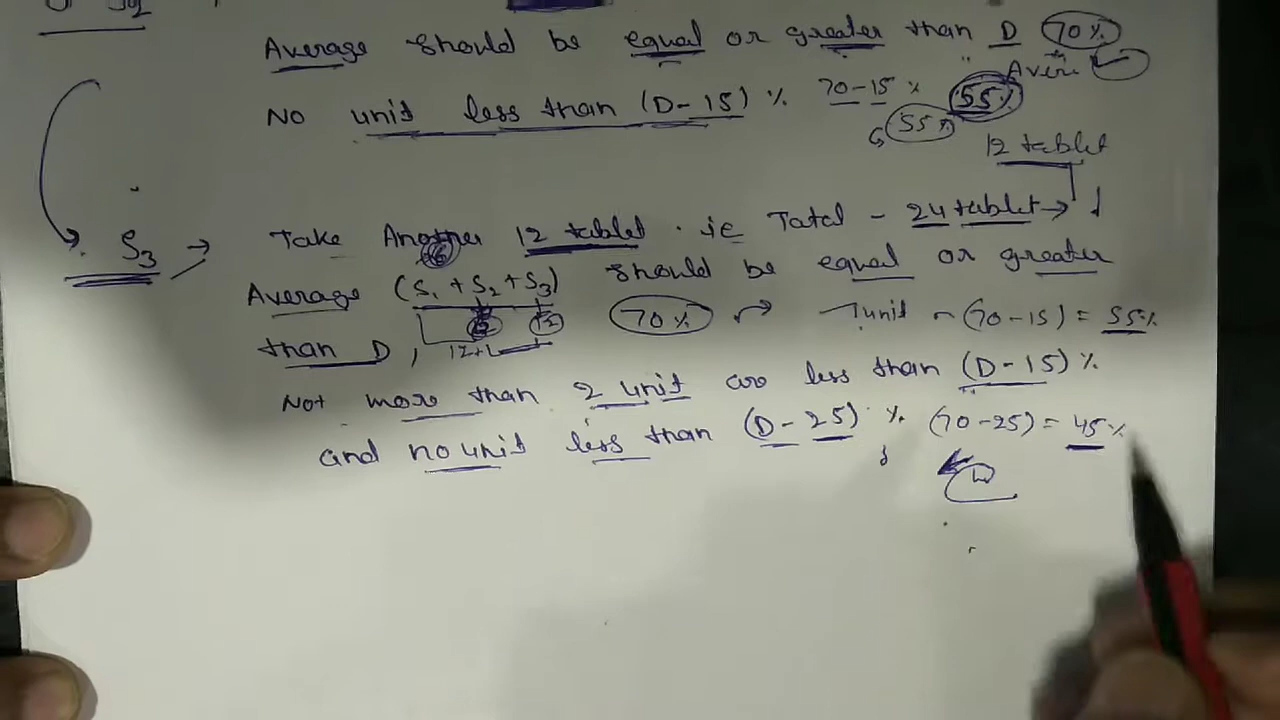 Average should be equal or greater than D 70%
Aver
No unit less than (D-15) % 70-15 % 55%
55%
12 tablet
S3 → Take Another 12 tablet . ie Total - 24 tablet →
Average (S1 + S2 + S3) should be equal or greater
than D , 70% 1 unit ~ (70-15) = 55%
Not more than 2 unit are less than (D-15) %
and no unit less than (D-25) % (70-25) = 45%